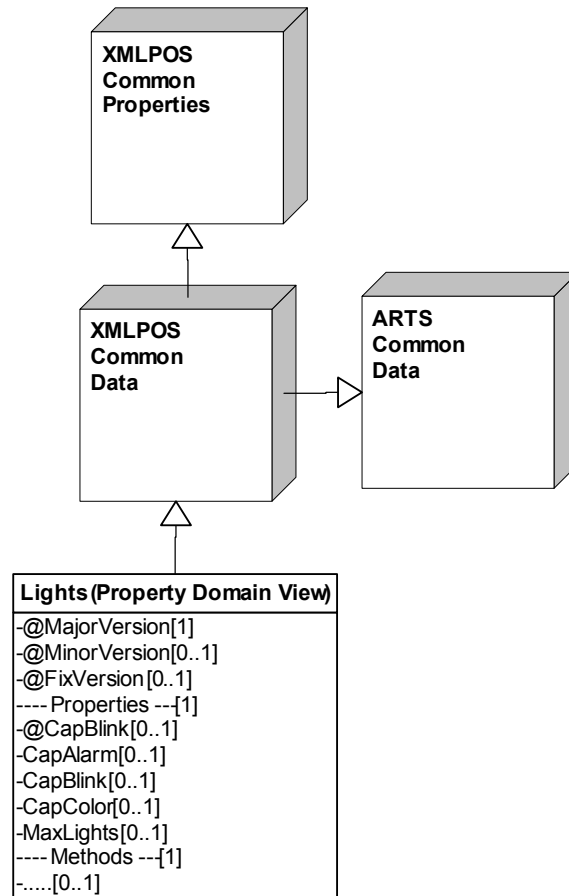 XMLPOS
Common
Properties
XMLPOS
Common
Data
ARTS
Common
Data
Lights(Property Domain View)
-@MajorVersion[1]
-@MinorVersion[0..1]
-@FixVersion[0..1]
---- Properties ---[1]
-@CapBlink[0..1]
-CapAlarm[0..1]
-CapBlink[0..1]
-CapColor[0..1]
-MaxLights[0..1]
---- Methods ---[1]
-.....[0..1]